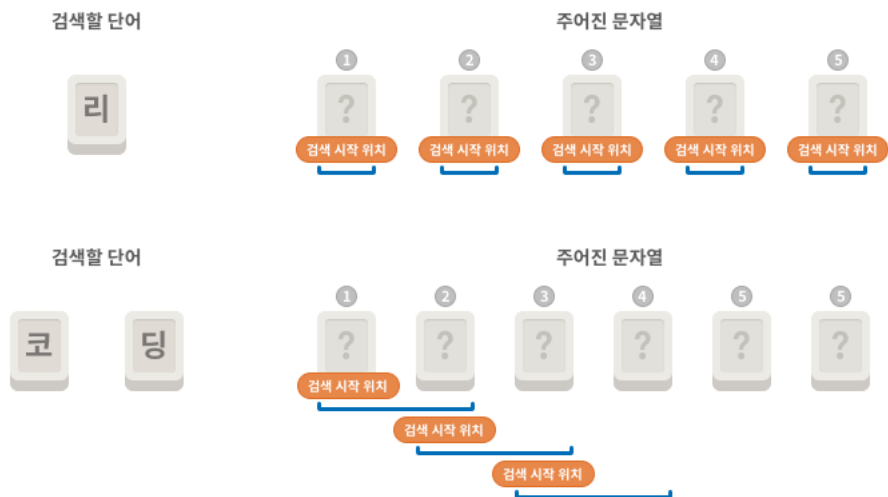 검색할 단어
주어진 문자열
1 2 3 4 5
리
? ? ? ? ?
검색 시작 위치 검색 시작 위치 검색 시작 위치 검색 시작 위치 검색 시작 위치
검색할 단어
주어진 문자열
1 2 3 4 5 5
코 딩
? ? ? ? ? ?
검색 시작 위치
검색 시작 위치
검색 시작 위치